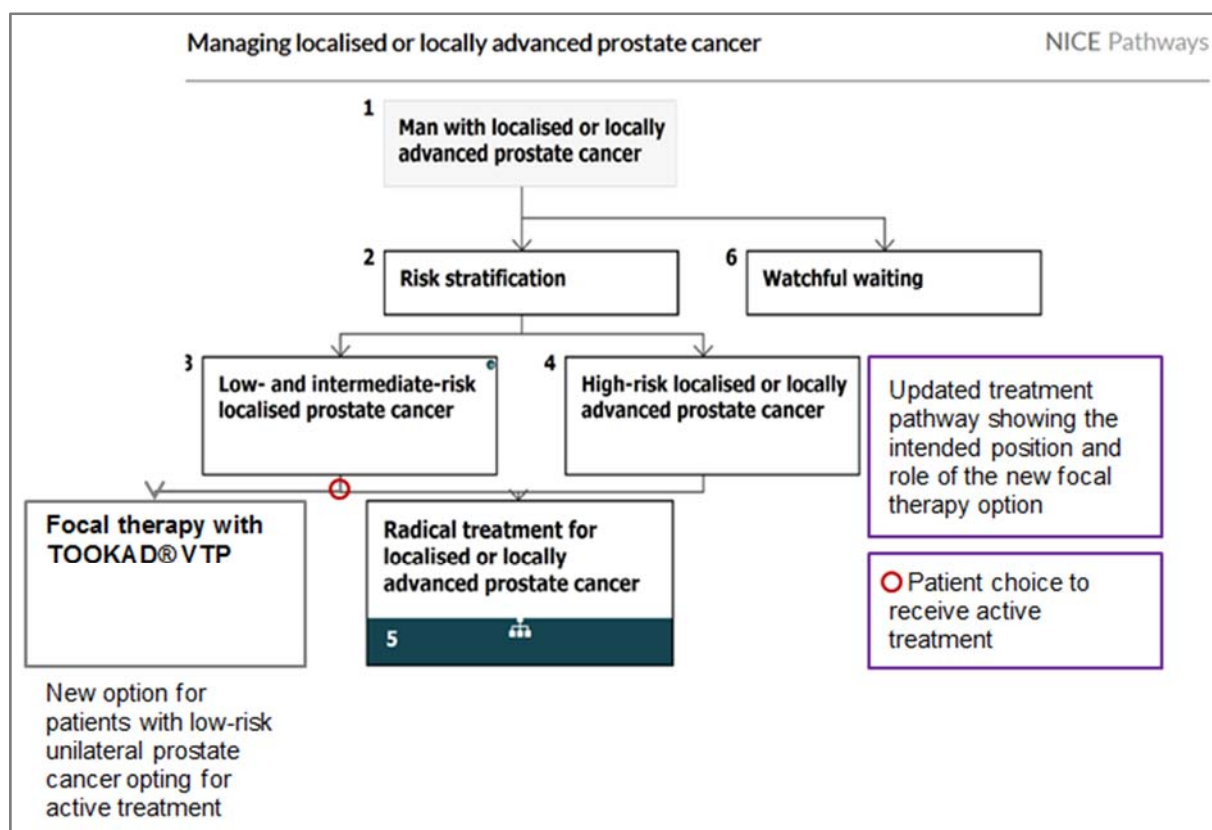 Managing localised or locally advanced prostate cancer
NICE Pathways
1
Man with localised or locally
advanced prostate cancer
2
Risk stratification
6
Watchful waiting
3
Low- and intermediate-risk
localised prostate cancer
4
High-risk localised or locally
advanced prostate cancer
Updated treatment
pathway showing the
intended position and
role of the new focal
therapy option
Focal therapy with
TOOKAD® VTP
Radical treatment for
localised or locally
advanced prostate cancer
5
Patient choice to
receive active
treatment
New option for
patients with low-risk
unilateral prostate
cancer opting for
active treatment